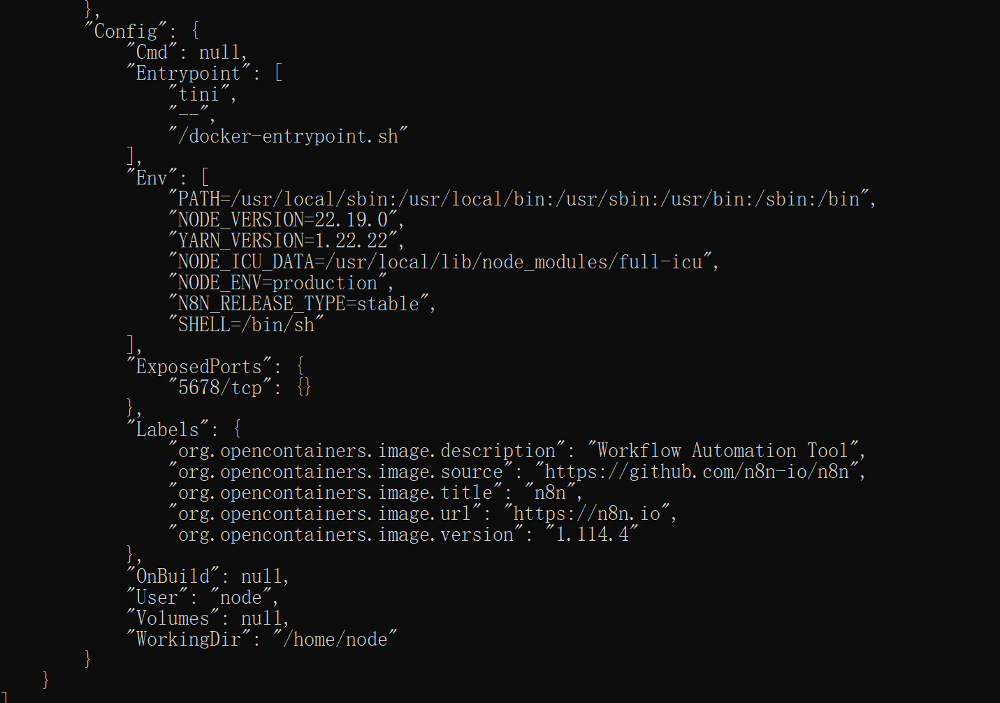 },
        "Config": {
            "Cmd": null,
            "Entrypoint": [
                "tini",
                "--",
                "/docker-entrypoint.sh"
            ],
            "Env": [
                "PATH=/usr/local/sbin:/usr/local/bin:/usr/sbin:/usr/bin:/sbin:/bin",
                "NODE_VERSION=22.19.0",
                "YARN_VERSION=1.22.22",
                "NODE_ICU_DATA=/usr/local/lib/node_modules/full-icu",
                "NODE_ENV=production",
                "N8N_RELEASE_TYPE=stable",
                "SHELL=/bin/sh"
            ],
            "ExposedPorts": {
                "5678/tcp": {}
            },
            "Labels": {
                "org.opencontainers.image.description": "Workflow Automation Tool",
                "org.opencontainers.image.source": "https://github.com/n8n-io/n8n",
                "org.opencontainers.image.title": "n8n",
                "org.opencontainers.image.url": "https://n8n.io",
                "org.opencontainers.image.version": "1.114.4"
            },
            "OnBuild": null,
            "User": "node",
            "Volumes": null,
            "WorkingDir": "/home/node"
        }
    }
]